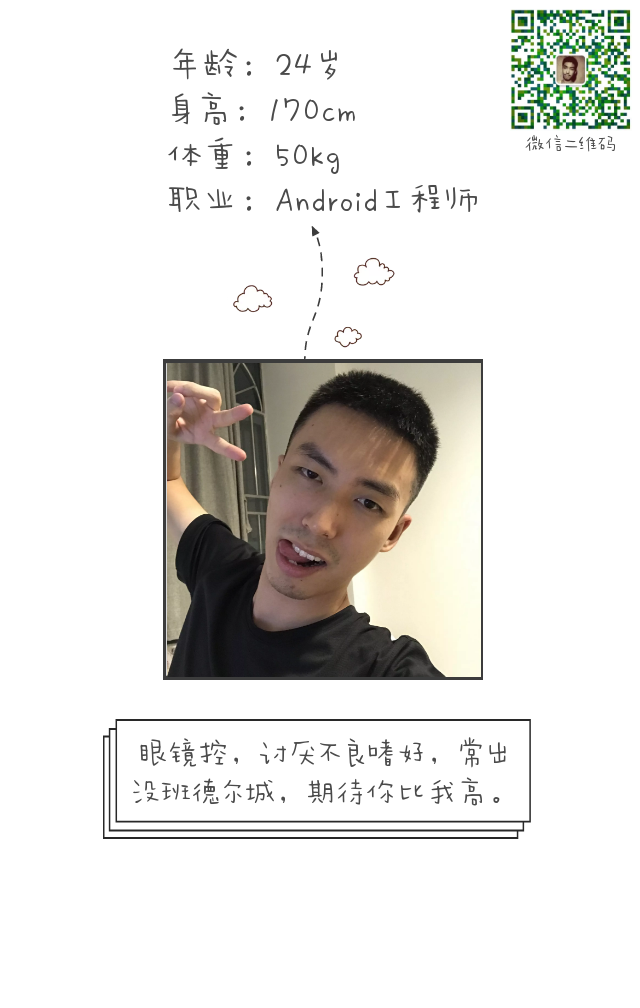 年龄：24岁
身高：170cm
体重：50kg
职业：Android工程师
微信二维码
眼镜控，讨厌不良嗜好，常出
没班德尔城，期待你比我高。